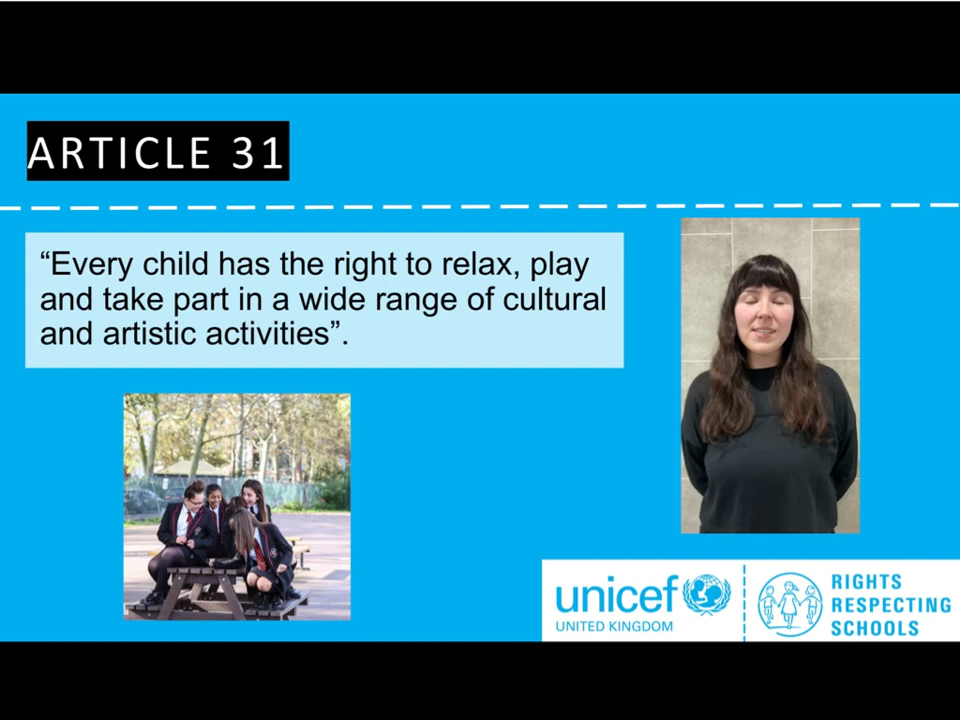 ARTICLE 31
“Every child has the right to relax, play
and take part in a wide range of cultural
and artistic activities”.
unicef
UNITED KINGDOM
RIGHTS
RESPECTING
SCHOOLS